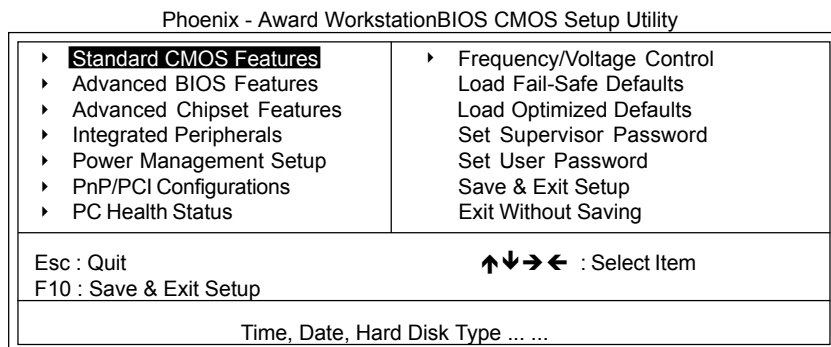 Phoenix - Award WorkstationBIOS CMOS Setup Utility
‣ Standard CMOS Features
‣ Advanced BIOS Features
‣ Advanced Chipset Features
‣ Integrated Peripherals
‣ Power Management Setup
‣ PnP/PCI Configurations
‣ PC Health Status
‣ Frequency/Voltage Control
Load Fail-Safe Defaults
Load Optimized Defaults
Set Supervisor Password
Set User Password
Save & Exit Setup
Exit Without Saving
Esc : Quit
↑↓→← : Select Item
F10 : Save & Exit Setup
Time, Date, Hard Disk Type ... ...